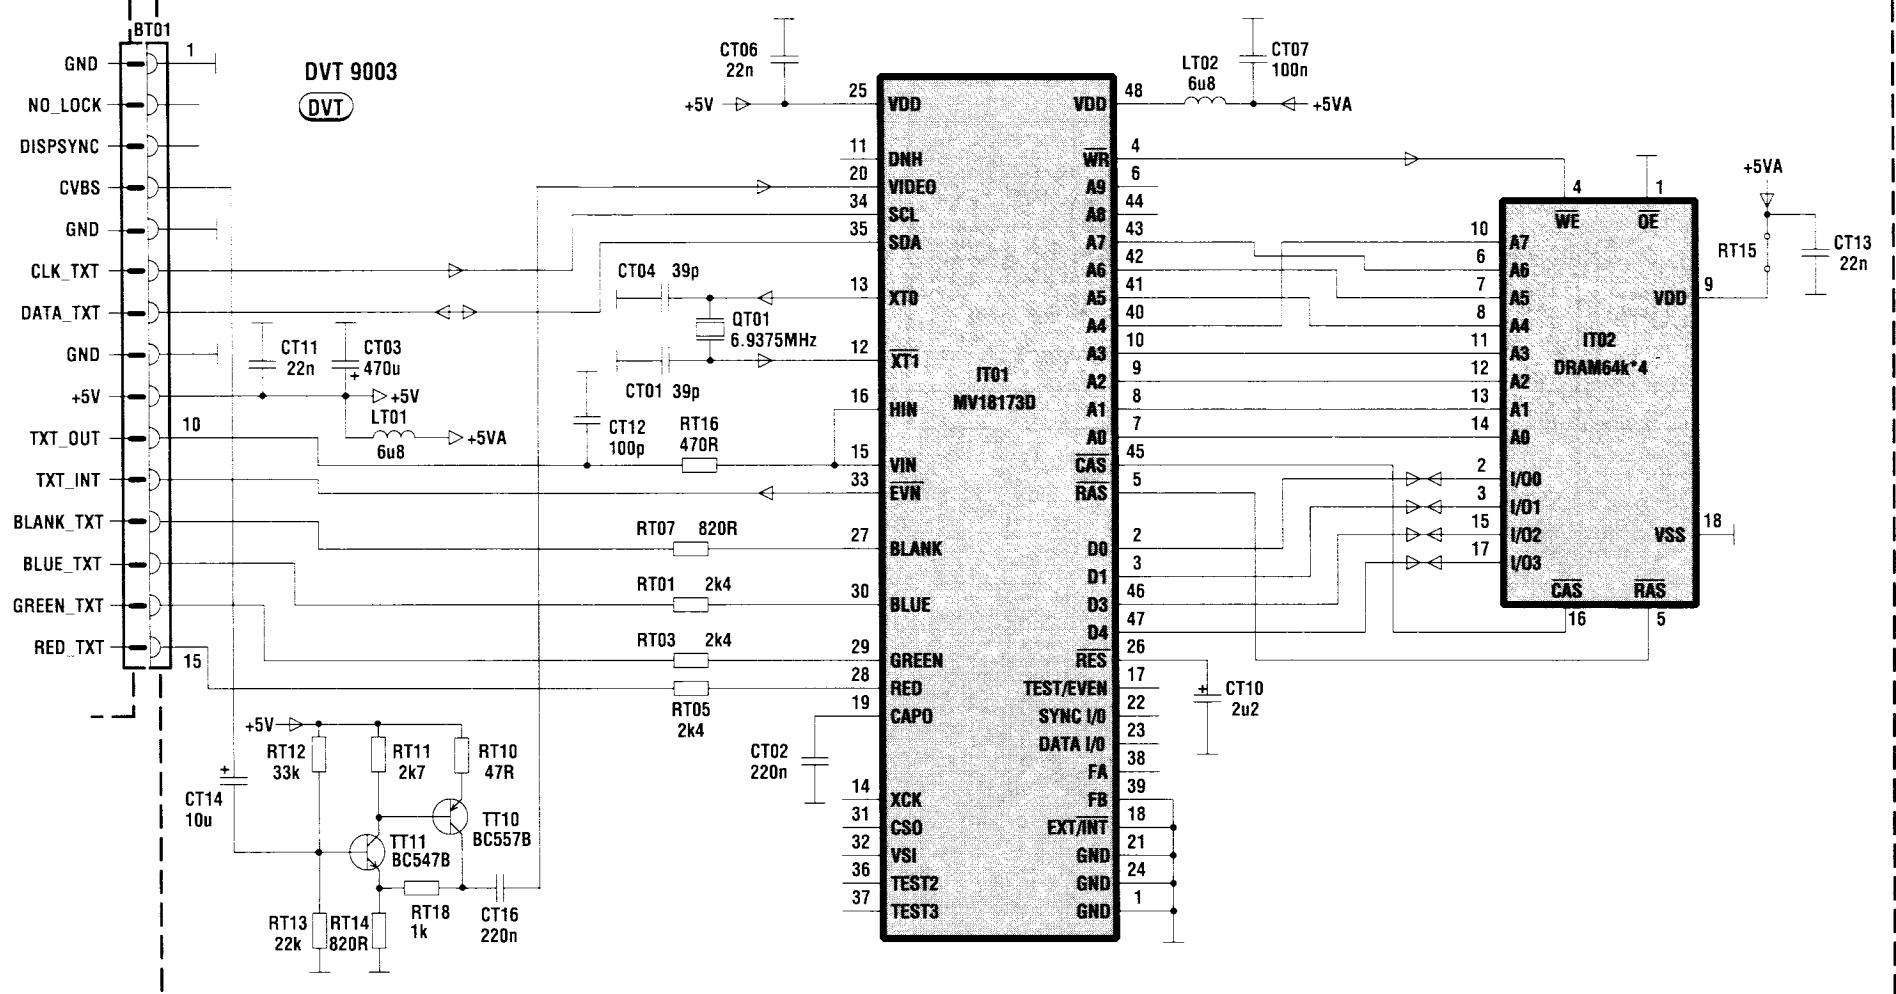 BT01
GND
1
NO_LOCK
DISPSYNC
CVBS
GND
CLK_TXT
DATA_TXT
GND
+5V
TXT_OUT
10
TXT_INT
BLANK_TXT
BLUE_TXT
GREEN_TXT
RED_TXT
15
DVT 9003
DVT
CT11
22n
CT03
470u
+
+5V
LT01
6u8
+5VA
CT06
22n
+5V
CT04 39p
QT01
6.9375MHz
CT01 39p
CT12
100p
RT16
470R
RT07 820R
RT01 2k4
RT03 2k4
RT05
2k4
CT02
220n
+5V
RT12
33k
RT11
2k7
RT10
47R
+
CT14
10u
TT10
BC557B
TT11
BC547B
RT13
22k
RT14
820R
RT18
1k
CT16
220n
25 VDD
11 DNH
20 VIDEO
34 SCL
35 SDA
13 XTO
12 XT1
16 HIN
15 VIN
33 EVN
27 BLANK
30 BLUE
29 GREEN
28 RED
19 CAPD
14 XCK
31 CSO
32 VSI
36 TEST2
37 TEST3
IT01
MV18173D
VDD 48
WR 4
A9 6
A8 44
A7 43
A6 42
A5 41
A4 40
A3 10
A2 9
A1 8
A0 7
CAS 45
RAS 5
D0 2
D1 3
D3 46
D4 47
RES 26
TEST/EVEN 17
SYNC I/O 22
DATA I/O 23
FA 38
FB 39
EXT/INT 18
GND 21
GND 24
GND 1
LT02
6u8
CT07
100n
+5VA
+
CT10
2u2
4
WE
1
OE
10 A7
6 A6
7 A5
8 A4
11 A3
12 A2
13 A1
14 A0
2 I/O0
3 I/O1
15 I/O2
17 I/O3
IT02
DRAM64k*4
VDD 9
VSS 18
CAS
16
RAS
5
+5VA
RT15
CT13
22n